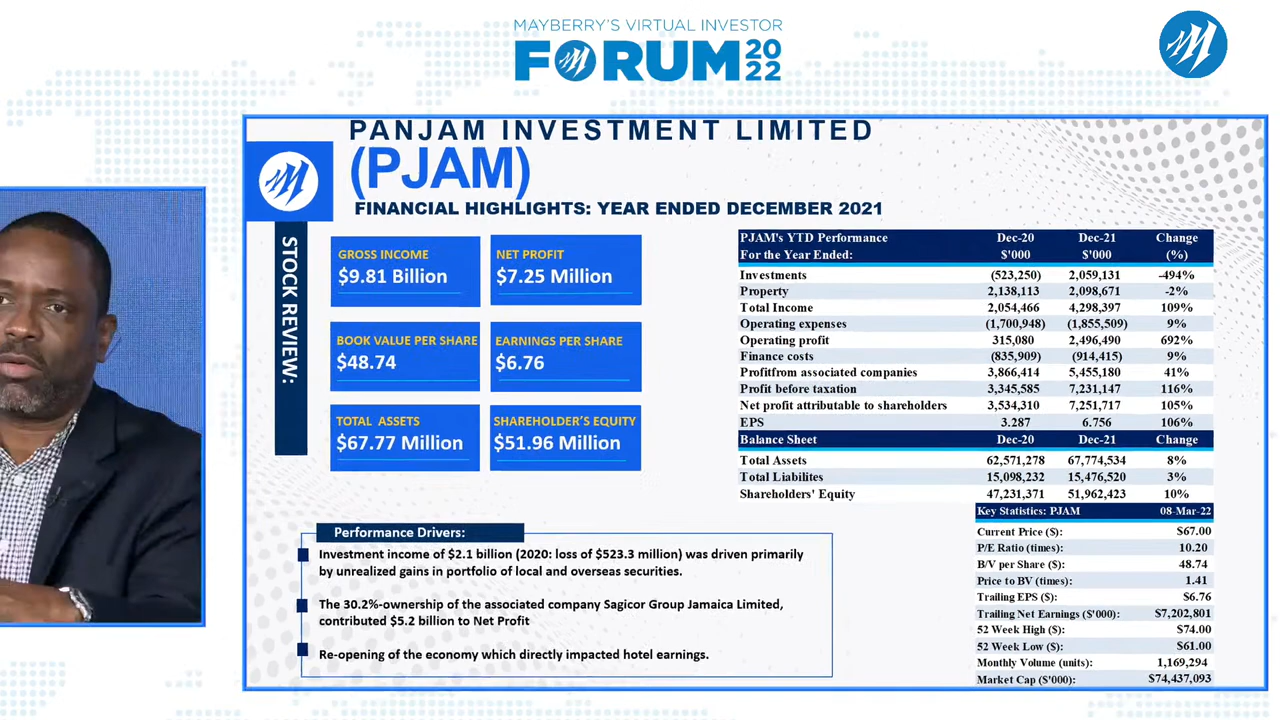 MAYBERRY'S VIRTUAL INVESTOR
FORUM 20
22
PANJAM INVESTMENT LIMITED
(PJAM)
FINANCIAL HIGHLIGHTS: YEAR ENDED DECEMBER 2021
STOCK REVIEW:
GROSS INCOME
$9.81 Billion
NET PROFIT
$7.25 Million
BOOK VALUE PER SHARE
$48.74
EARNINGS PER SHARE
$6.76
TOTAL ASSETS
$67.77 Million
SHAREHOLDER'S EQUITY
$51.96 Million
PJAM's YTD Performance Dec-20 Dec-21 Change
For the Year Ended: $'000 $'000 (%)
Investments (523,250) 2,059,131 -494%
Property 2,138,113 2,098,671 -2%
Total Income 2,054,466 4,298,397 109%
Operating expenses (1,700,948) (1,855,509) 9%
Operating profit 315,080 2,496,490 692%
Finance costs (835,909) (914,415) 9%
Profitfrom associated companies 3,866,414 5,455,180 41%
Profit before taxation 3,345,585 7,231,147 116%
Net profit attributable to shareholders 3,534,310 7,251,717 105%
EPS 3.287 6.756 106%
Balance Sheet Dec-20 Dec-21 Change
Total Assets 62,571,278 67,774,534 8%
Total Liabilites 15,098,232 15,476,520 3%
Shareholders' Equity 47,231,371 51,962,423 10%
Key Statistics: PJAM 08-Mar-22
Current Price ($): $67.00
P/E Ratio (times): 10.20
B/V per Share ($): 48.74
Price to BV (times): 1.41
Trailing EPS ($): $6.76
Trailing Net Earnings ($'000): $7,202,801
52 Week High ($): $74.00
52 Week Low ($): $61.00
Monthly Volume (units): 1,169,294
Market Cap ($'000): $74,437,093
Performance Drivers:
Investment income of $2.1 billion (2020: loss of $523.3 million) was driven primarily
by unrealized gains in portfolio of local and overseas securities.
The 30.2%-ownership of the associated company Sagicor Group Jamaica Limited,
contributed $5.2 billion to Net Profit
Re-opening of the economy which directly impacted hotel earnings.